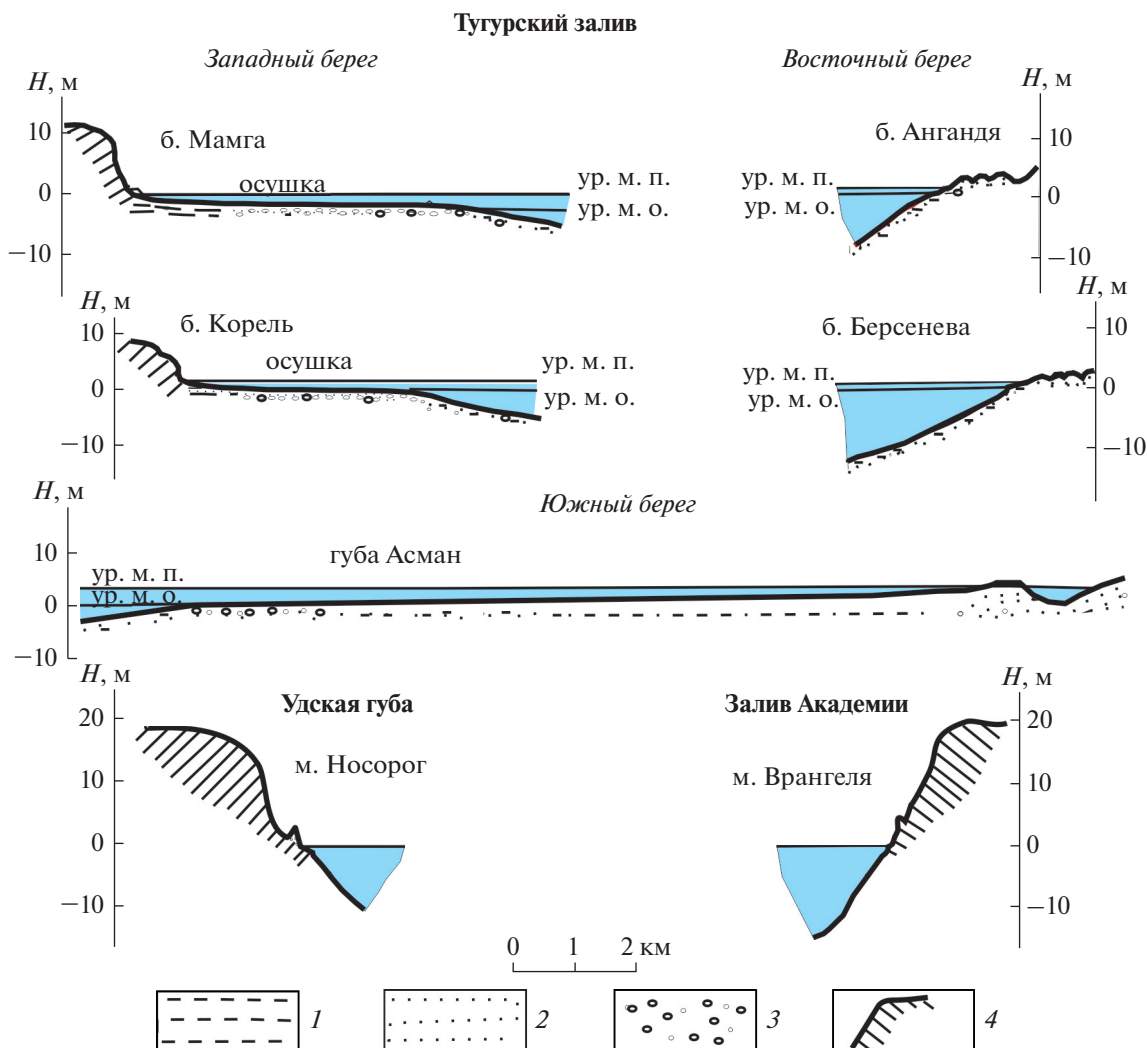 Тугурский залив
Западный берег
Восточный берег
H, м
H, м
10
0
−10
б. Мамга
осушка
ур. м. п.
ур. м. о.
б. Ангандя
ур. м. п.
ур. м. о.
10
0
−10
H, м
H, м
10
0
−10
б. Корель
осушка
ур. м. п.
ур. м. о.
б. Берсенева
ур. м. п.
ур. м. о.
10
0
−10
Южный берег
H, м
10
0
−10
губа Асман
ур. м. п.
ур. м. о.
H, м
20
10
0
−10
Удская губа
м. Носорог
Залив Академии
м. Врангеля
H, м
20
10
0
−10
0 1 2 км
1
2
3
4